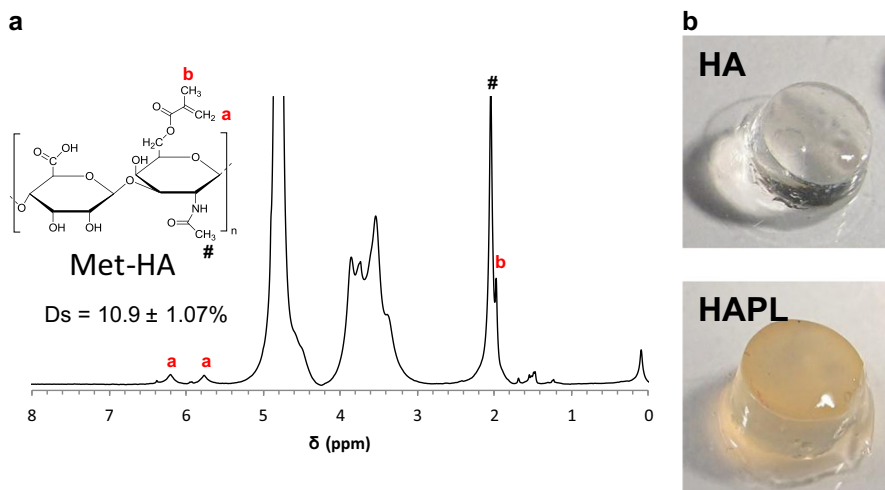 a
b
CH3
O
CH2
a
O
H2C
O
OH
OH
O
O
O
O
OH
OH
NH
O
CH3
n
#
Met-HA
Ds = 10.9 ± 1.07%
a
a
#
b
8
7
6
5
4
3
2
1
0
δ (ppm)
b
HA
HAPL